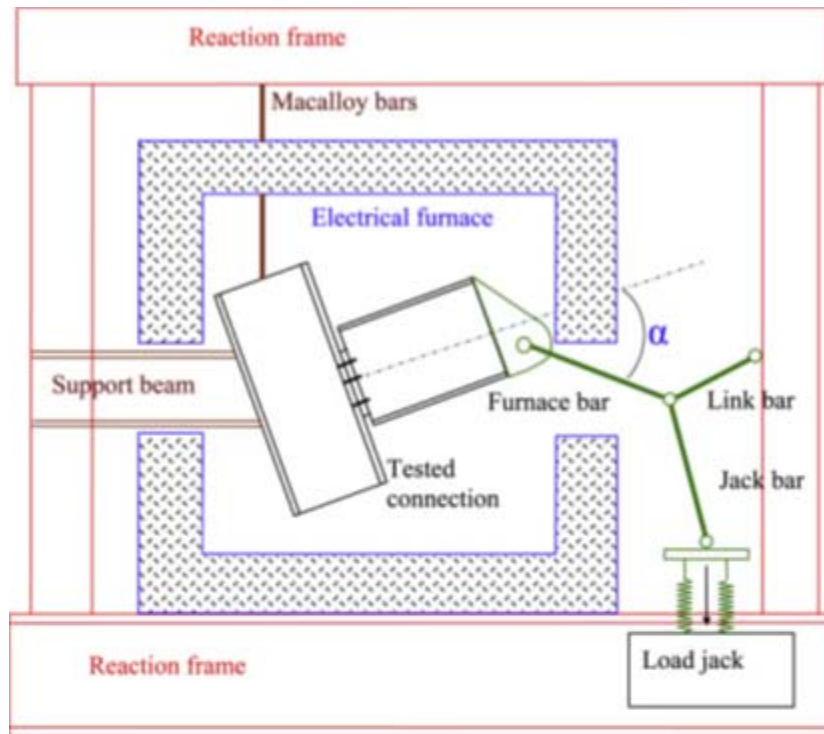 Reaction frame
Macalloy bars
Electrical furnace
α
Support beam
Furnace bar
Link bar
Tested
connection
Jack bar
Load jack
Reaction frame